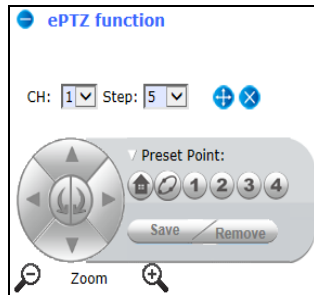 ePTZ function
CH: 1 Step: 5
Preset Point:
1 2 3 4
Save Remove
Zoom